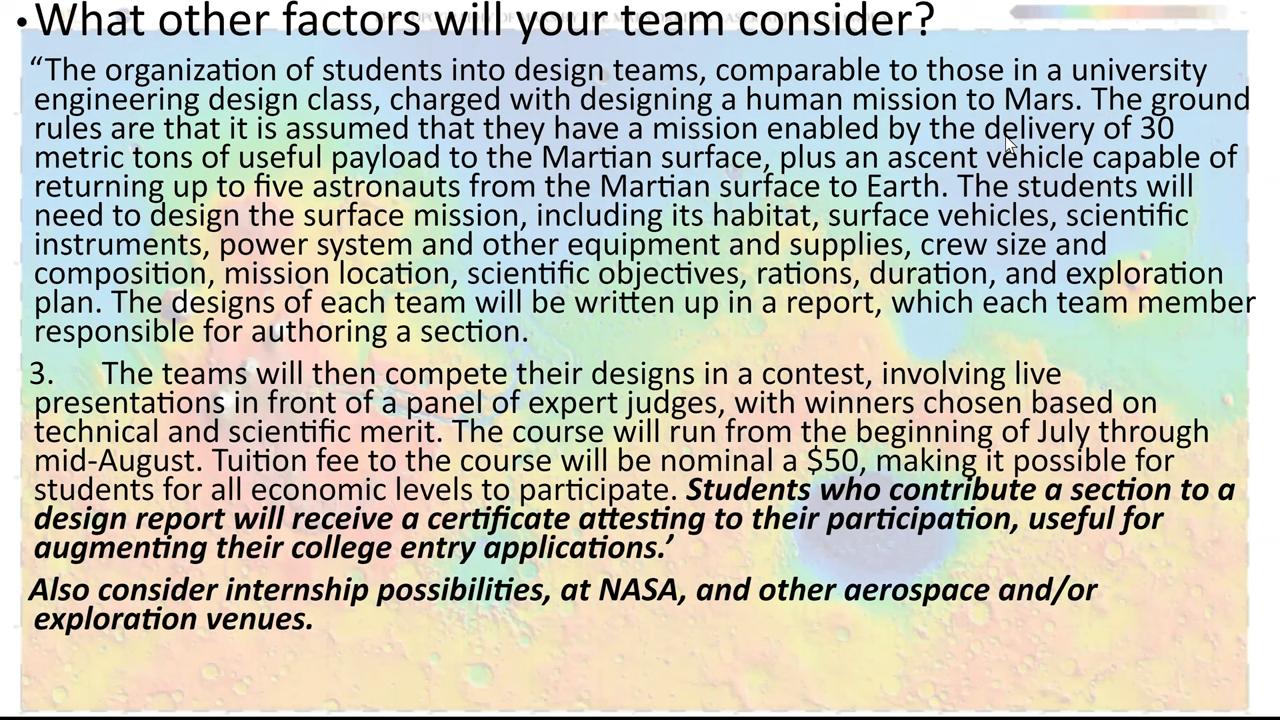 • What other factors will your team consider?
“The organization of students into design teams, comparable to those in a university
engineering design class, charged with designing a human mission to Mars. The ground
rules are that it is assumed that they have a mission enabled by the delivery of 30
metric tons of useful payload to the Martian surface, plus an ascent vehicle capable of
returning up to five astronauts from the Martian surface to Earth. The students will
need to design the surface mission, including its habitat, surface vehicles, scientific
instruments, power system and other equipment and supplies, crew size and
composition, mission location, scientific objectives, rations, duration, and exploration
plan. The designs of each team will be written up in a report, which each team member
responsible for authoring a section.
3. The teams will then compete their designs in a contest, involving live
presentations in front of a panel of expert judges, with winners chosen based on
technical and scientific merit. The course will run from the beginning of July through
mid-August. Tuition fee to the course will be nominal a $50, making it possible for
students for all economic levels to participate. Students who contribute a section to a
design report will receive a certificate attesting to their participation, useful for
augmenting their college entry applications.’
Also consider internship possibilities, at NASA, and other aerospace and/or
exploration venues.